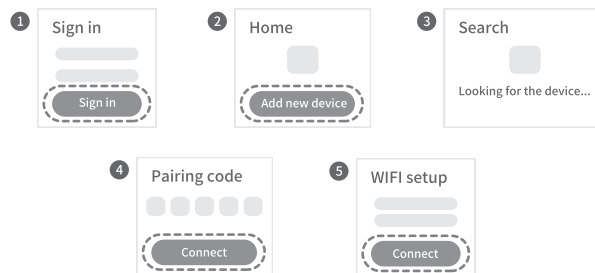 1
Sign in
Sign in
2
Home
Add new device
3
Search
Looking for the device...
4
Pairing code
Connect
5
WIFI setup
Connect